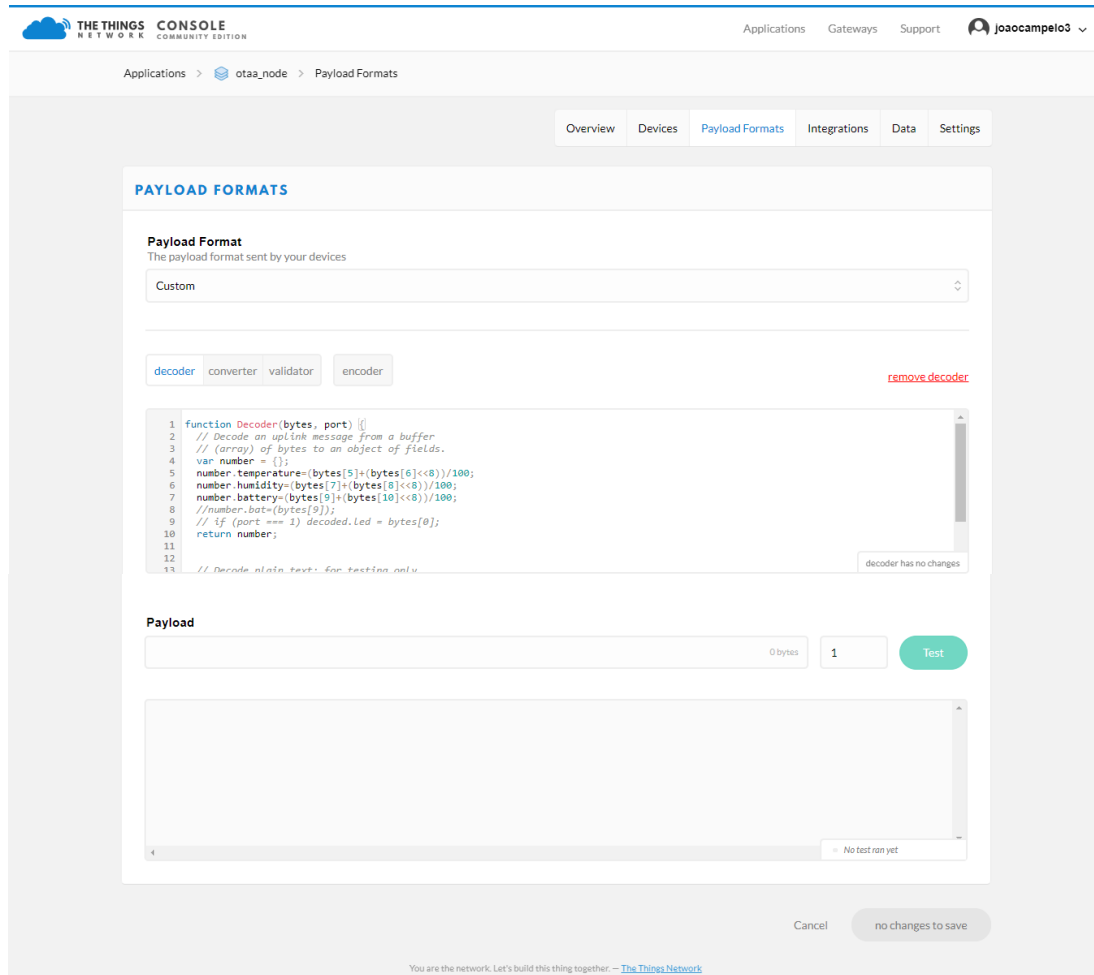 THE THINGS CONSOLE
NETWORK COMMUNITY EDITION
Applications Gateways Support joaocampelo3
Applications > otaa_node > Payload Formats
Overview Devices Payload Formats Integrations Data Settings
PAYLOAD FORMATS
Payload Format
The payload format sent by your devices
Custom
decoder converter validator encoder
remove decoder
1 function Decoder(bytes, port) {
2 // Decode an uplink message from a buffer
3 // (array) of bytes to an object of fields.
4 var number = {};
5 number.temperature=(bytes[5]+(bytes[6]<<8))/100;
6 number.humidity=(bytes[7]+(bytes[8]<<8))/100;
7 number.battery=(bytes[9]+(bytes[10]<<8))/100;
8 //number.bat=(bytes[9]);
9 // if (port === 1) decoded.led = bytes[0];
10 return number;
11
12
13 // Decode plain text; for testing only
decoder has no changes
Payload
0 bytes 1 Test
No test ran yet
Cancel no changes to save
You are the network. Let's build this thing together. — The Things Network